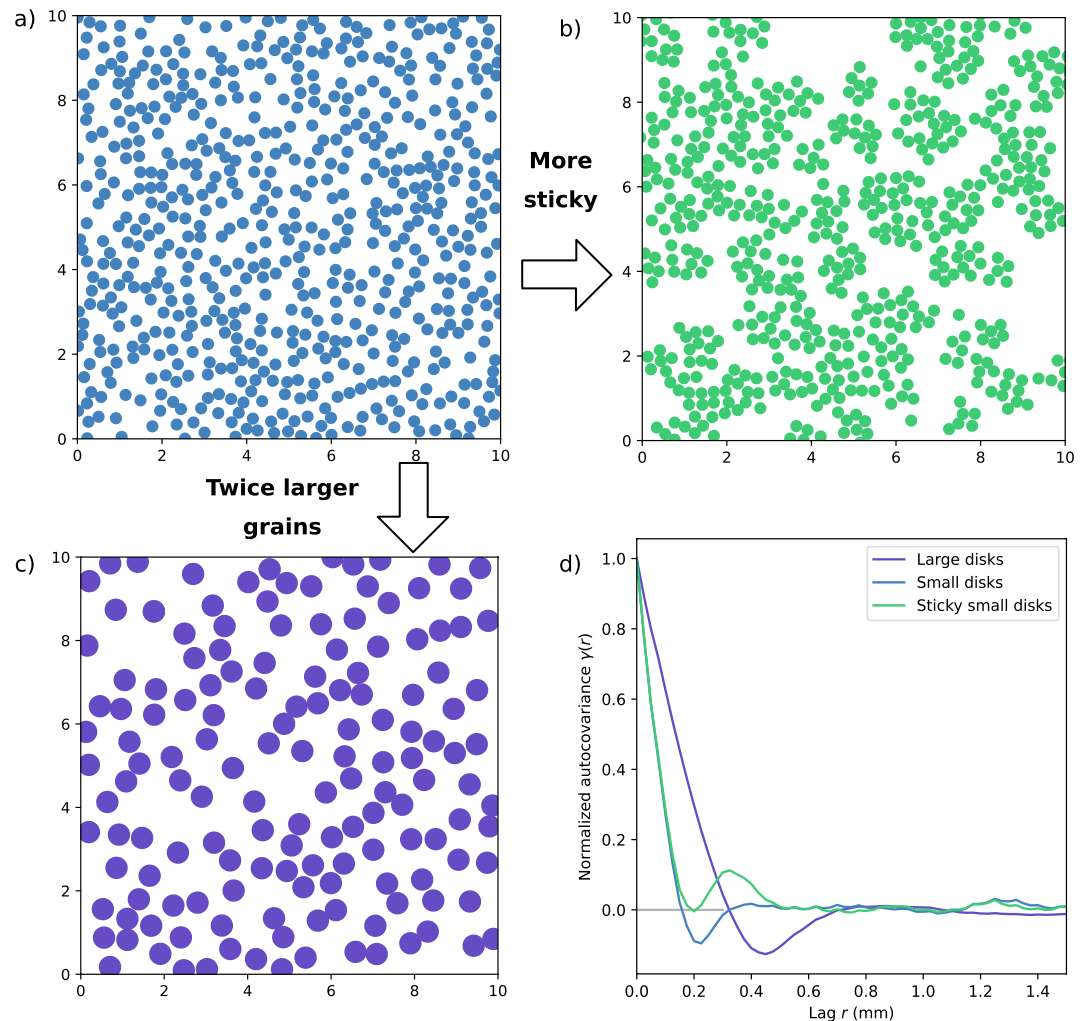 a)
10
8
6
4
2
0
0 2 4 6 8 10
More
sticky
b)
10
8
6
4
2
0
0 2 4 6 8 10
Twice larger
grains
c)
10
8
6
4
2
0
0 2 4 6 8 10
d)
Normalized autocovariance γ(r)
1.0
0.8
0.6
0.4
0.2
0.0
Large disks
Small disks
Sticky small disks
0.0 0.2 0.4 0.6 0.8 1.0 1.2 1.4
Lag r (mm)